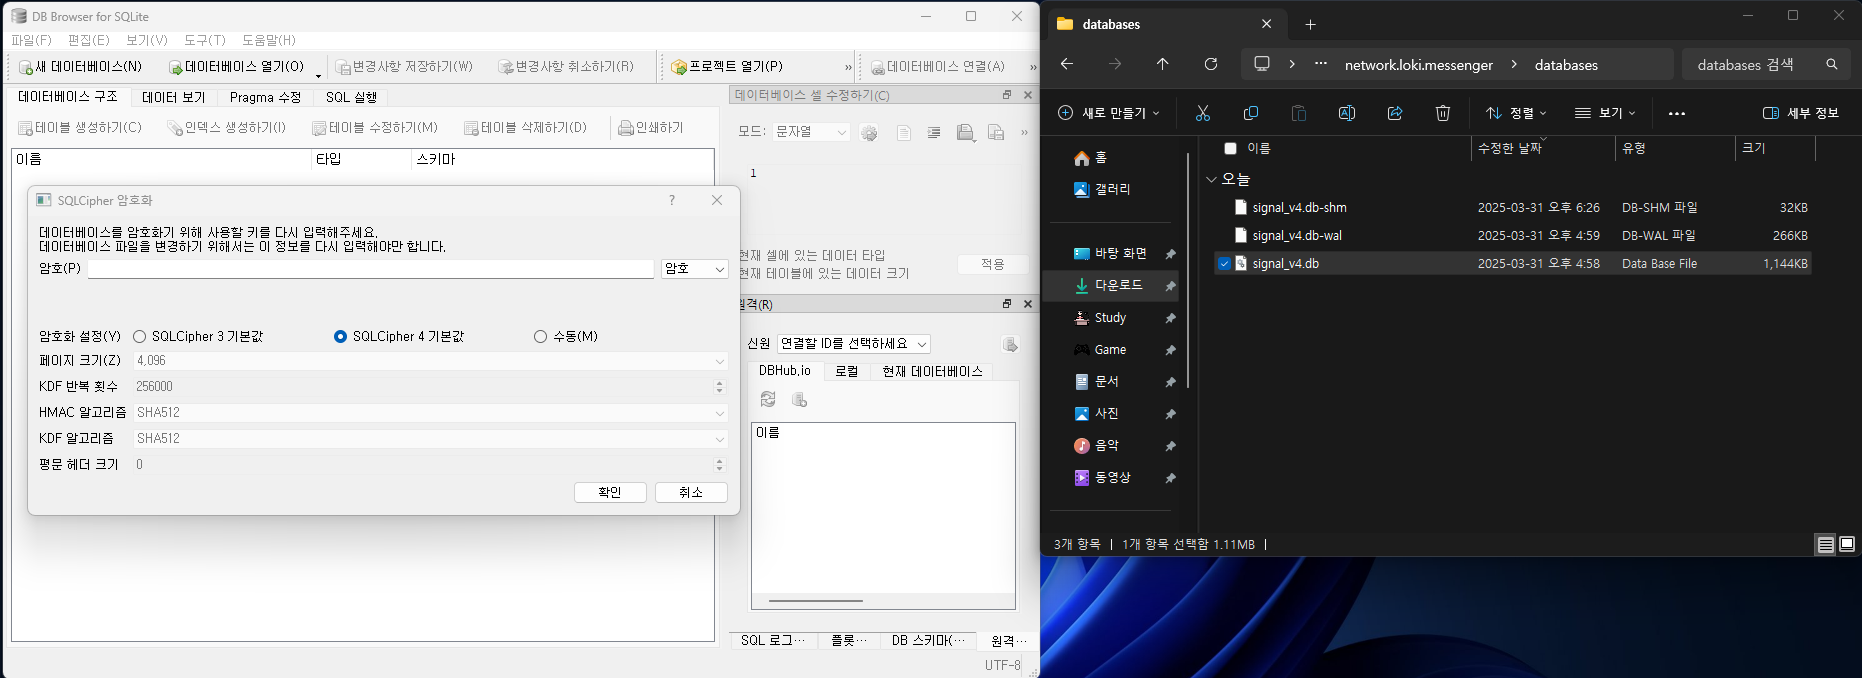 DB Browser for SQLite
파일(F) 편집(E) 보기(V) 도구(T) 도움말(H)
새 데이터베이스(N) 데이터베이스 열기(O) 변경사항 저장하기(W) 변경사항 취소하기(R) 프로젝트 열기(P) » 데이터베이스 연결(A) »
데이터베이스 구조 데이터 보기 Pragma 수정 SQL 실행
테이블 생성하기(C) 인덱스 생성하기(I) 테이블 수정하기(M) 테이블 삭제하기(D) 인쇄하기
이름 타입 스키마
SQLCipher 암호화 ?
데이터베이스를 암호화기 위해 사용할 키를 다시 입력해주세요.
데이터베이스 파일을 변경하기 위해서는 이 정보를 다시 입력해야만 합니다.
암호(P) 암호
암호화 설정(Y) SQLCipher 3 기본값 SQLCipher 4 기본값 수동(M)
페이지 크기(Z) 4,096
KDF 반복 횟수 256000
HMAC 알고리즘 SHA512
KDF 알고리즘 SHA512
평문 헤더 크기 0
확인 취소
데이터베이스 셀 수정하기(C)
모드: 문자열 »
1
현재 셀에 있는 데이터 타입
현재 테이블에 있는 데이터 크기
적용
원격(R)
신원 연결할 ID를 선택하세요
DBHub.io 로컬 현재 데이터베이스
이름
SQL 로그… 플롯… DB 스키마(… 원격…
UTF-8
databases
… network.loki.messenger > databases
databases 검색
새로 만들기 정렬 보기 … 세부 정보
홈
갤러리
바탕 화면
다운로드
Study
Game
문서
사진
음악
동영상
이름 수정한 날짜 유형 크기
오늘
signal_v4.db-shm 2025-03-31 오후 6:26 DB-SHM 파일 32KB
signal_v4.db-wal 2025-03-31 오후 4:59 DB-WAL 파일 266KB
signal_v4.db 2025-03-31 오후 4:58 Data Base File 1,144KB
3개 항목 | 1개 항목 선택함 1.11MB |